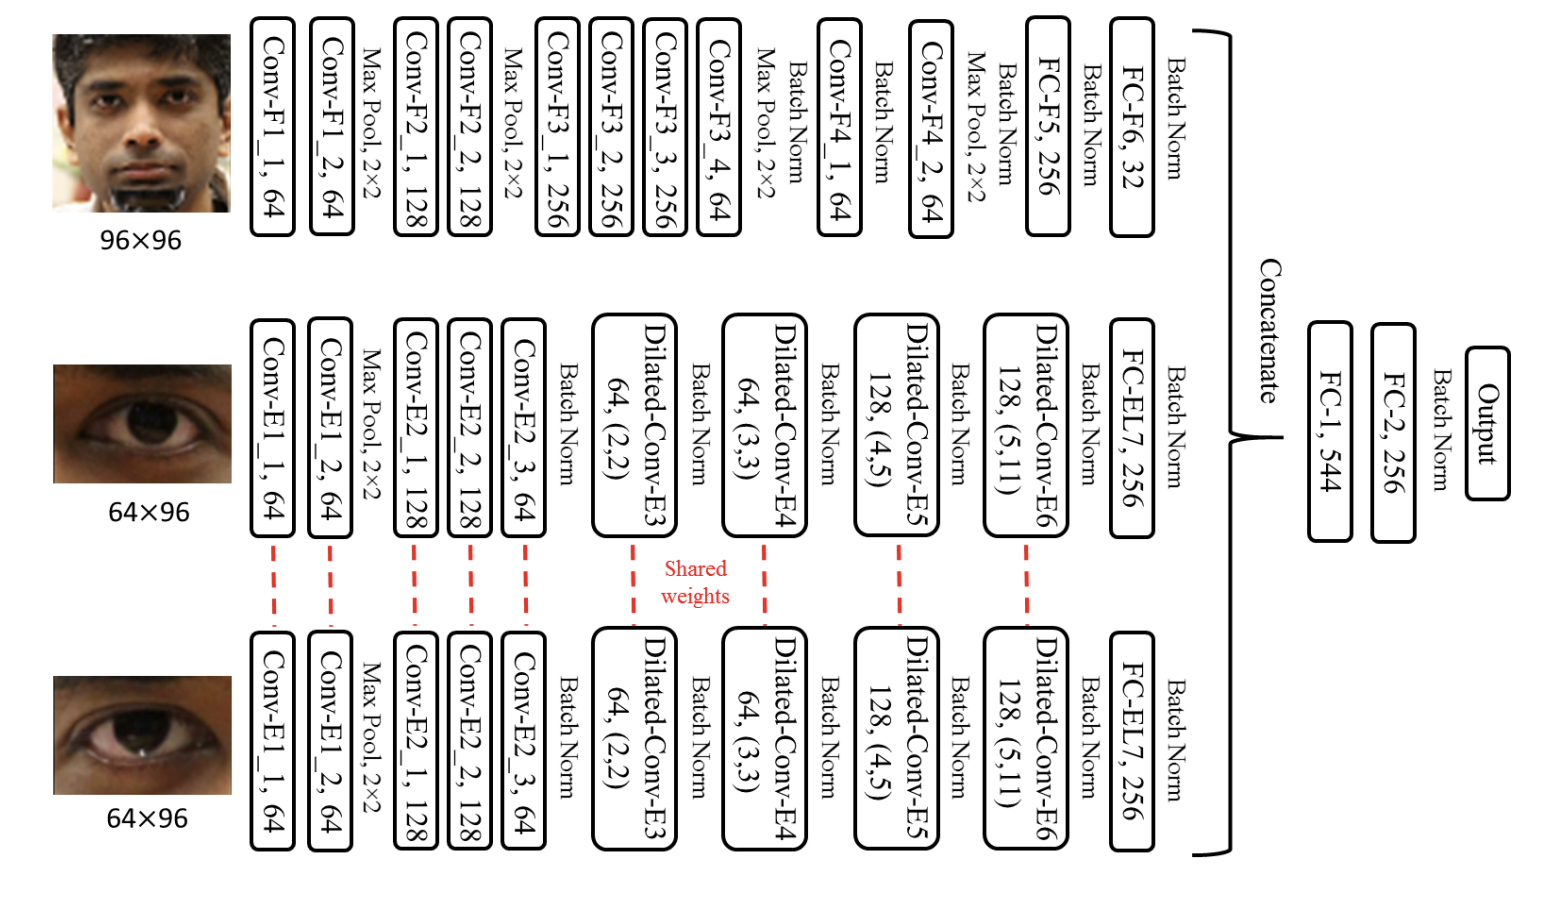 Conv-F1_1, 64
Conv-F1_2, 64
Max Pool, 2×2
Conv-F2_1, 128
Conv-F2_2, 128
Max Pool, 2×2
Conv-F3_1, 256
Conv-F3_2, 256
Conv-F3_3, 256
Conv-F3_4, 64
Batch Norm
Max Pool, 2×2
Conv-F4_1, 64
Batch Norm
Conv-F4_2, 64
Batch Norm
Max Pool, 2×2
FC-F5, 256
Batch Norm
FC-F6, 32
Batch Norm
96×96
Conv-E1_1, 64
Conv-E1_2, 64
Max Pool, 2×2
Conv-E2_1, 128
Conv-E2_2, 128
Conv-E2_3, 64
Batch Norm
Dilated-Conv-E3
64, (2,2)
Batch Norm
Dilated-Conv-E4
64, (3,3)
Batch Norm
Dilated-Conv-E5
128, (4,5)
Batch Norm
Dilated-Conv-E6
128, (5,11)
Batch Norm
FC-EL7, 256
Batch Norm
64×96
Shared
weights
Conv-E1_1, 64
Conv-E1_2, 64
Max Pool, 2×2
Conv-E2_1, 128
Conv-E2_2, 128
Conv-E2_3, 64
Batch Norm
Dilated-Conv-E3
64, (2,2)
Batch Norm
Dilated-Conv-E4
64, (3,3)
Batch Norm
Dilated-Conv-E5
128, (4,5)
Batch Norm
Dilated-Conv-E6
128, (5,11)
Batch Norm
FC-EL7, 256
Batch Norm
64×96
Concatenate
FC-1, 544
FC-2, 256
Batch Norm
Output